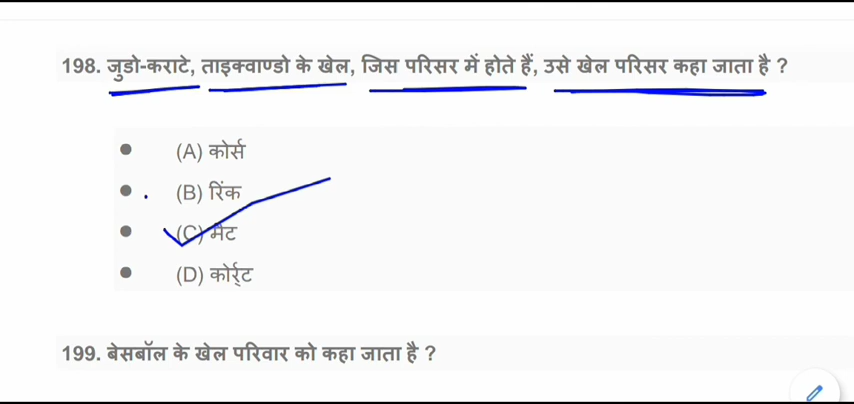 198. जुडो-कराटे, ताइक्वाण्डो के खेल, जिस परिसर में होते हैं, उसे खेल परिसर कहा जाता है ?
(A) कोर्स
(B) रिंक
(C) मैट
(D) कोर्र्ट
199. बेसबॉल के खेल परिवार को कहा जाता है ?